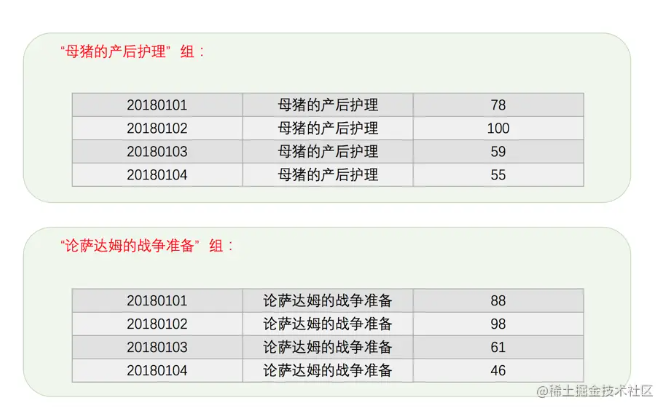 “母猪的产后护理” 组：
20180101 母猪的产后护理 78
20180102 母猪的产后护理 100
20180103 母猪的产后护理 59
20180104 母猪的产后护理 55
“论萨达姆的战争准备” 组：
20180101 论萨达姆的战争准备 88
20180102 论萨达姆的战争准备 98
20180103 论萨达姆的战争准备 61
20180104 论萨达姆的战争准备 46
@稀土掘金技术社区